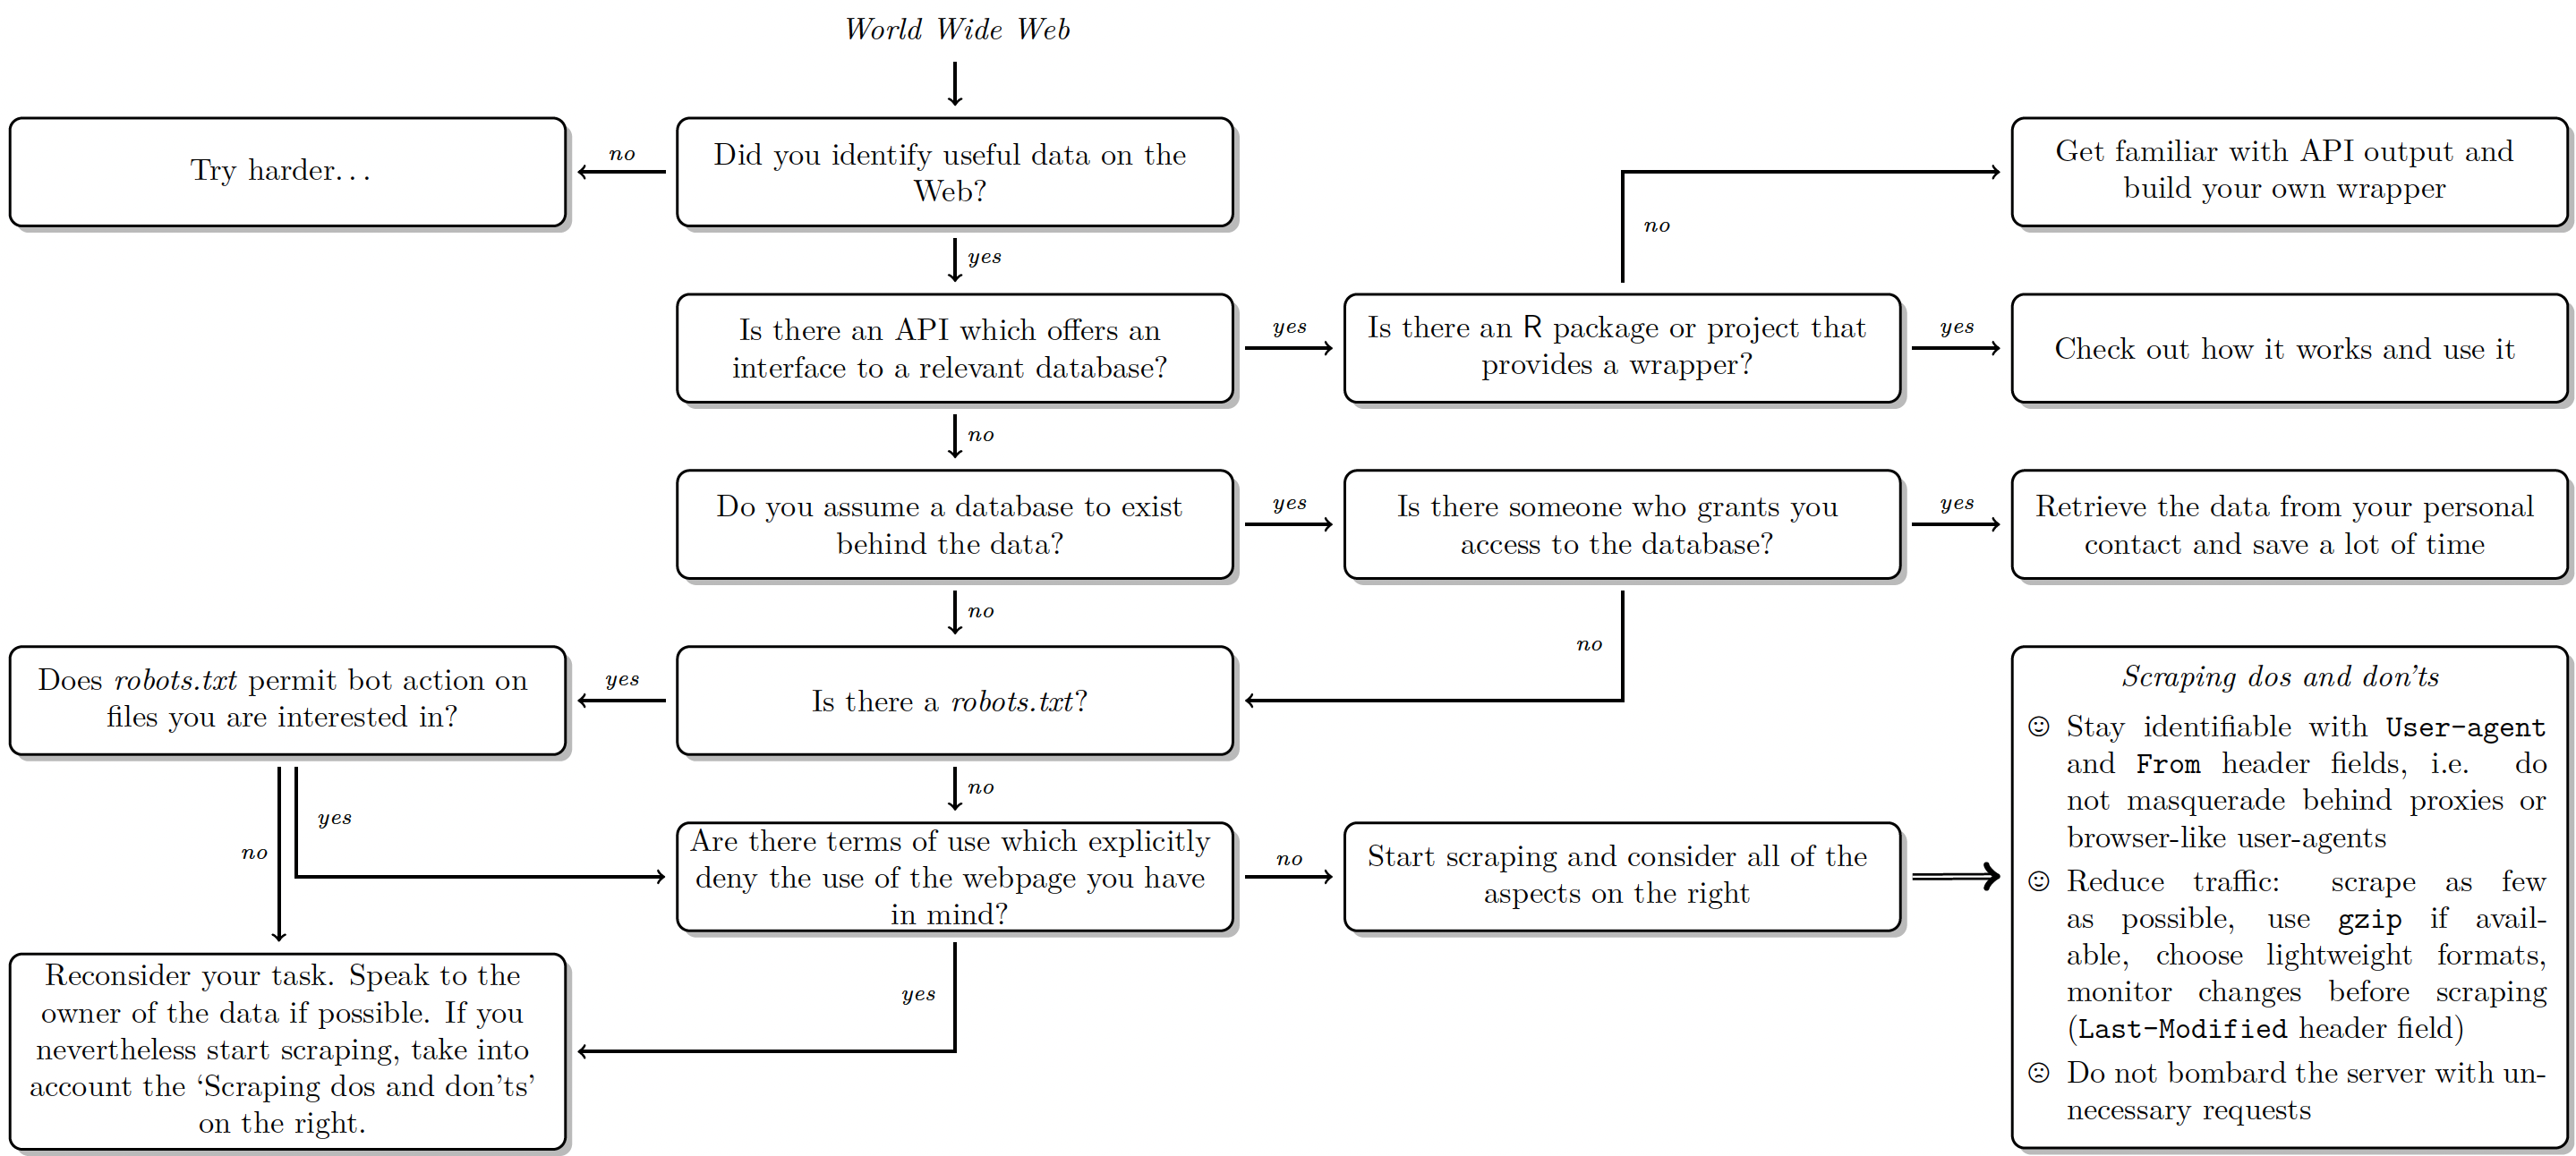 World Wide Web
Try harder...
no
Did you identify useful data on the
Web?
Get familiar with API output and
build your own wrapper
no
yes
Is there an API which offers an
interface to a relevant database?
yes
Is there an R package or project that
provides a wrapper?
yes
Check out how it works and use it
no
Do you assume a database to exist
behind the data?
yes
Is there someone who grants you
access to the database?
yes
Retrieve the data from your personal
contact and save a lot of time
no
no
Does robots.txt permit bot action on
files you are interested in?
yes
Is there a robots.txt?
no
yes
no
Are there terms of use which explicitly
deny the use of the webpage you have
in mind?
no
Start scraping and consider all of the
aspects on the right
yes
Reconsider your task. Speak to the
owner of the data if possible. If you
nevertheless start scraping, take into
account the ‘Scraping dos and don’ts’
on the right.
Scraping dos and don’ts
Stay identifiable with User-agent
and From header fields, i.e. do
not masquerade behind proxies or
browser-like user-agents
Reduce traffic: scrape as few
as possible, use gzip if avail-
able, choose lightweight formats,
monitor changes before scraping
(Last-Modified header field)
Do not bombard the server with un-
necessary requests